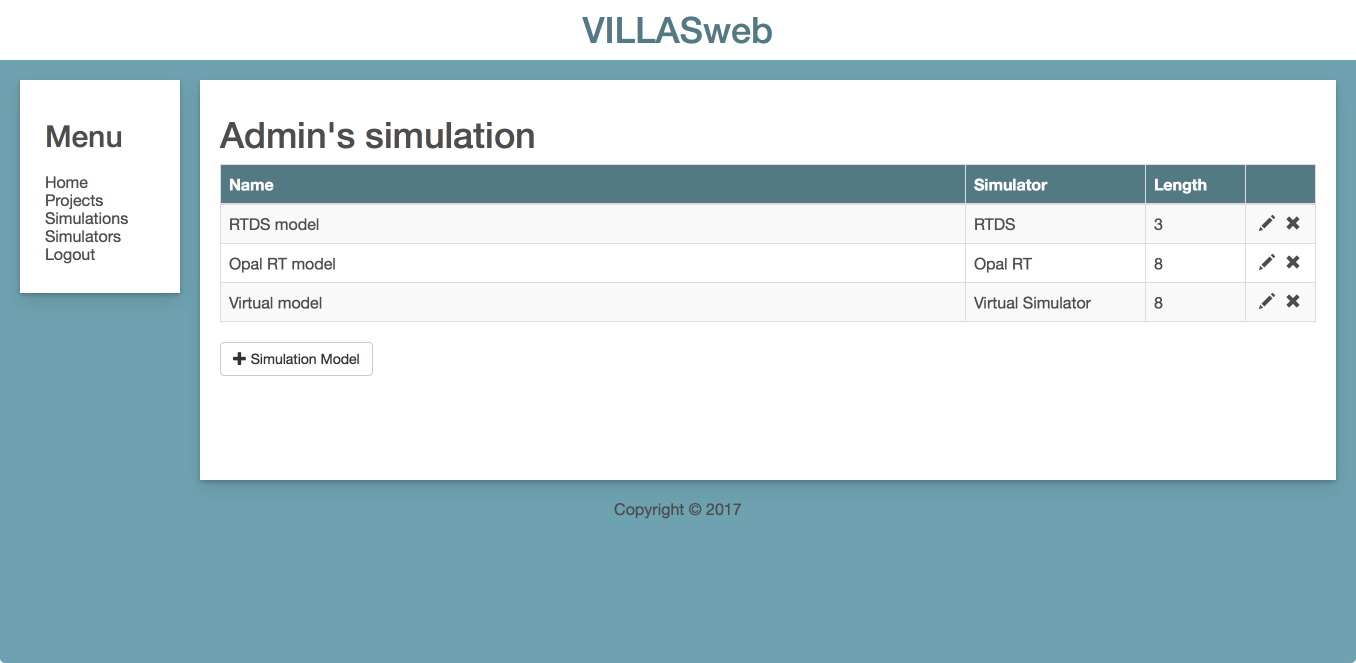 VILLASweb
Menu
Home
Projects
Simulations
Simulators
Logout
Admin's simulation
Name Simulator Length
RTDS model RTDS 3
Opal RT model Opal RT 8
Virtual model Virtual Simulator 8
Simulation Model
Copyright © 2017